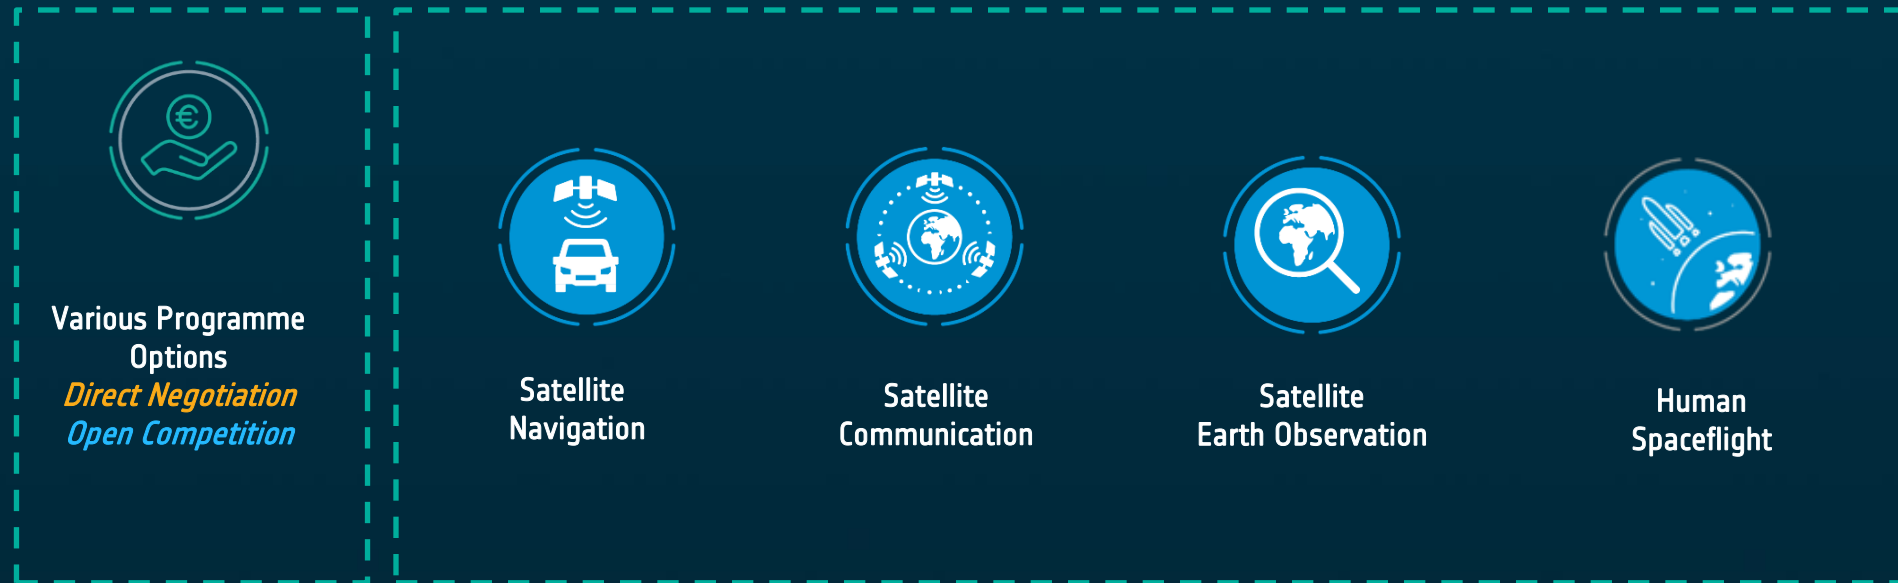 Various Programme
Options
Direct Negotiation
Open Competition
Satellite
Navigation
Satellite
Communication
Satellite
Earth Observation
Human
Spaceflight